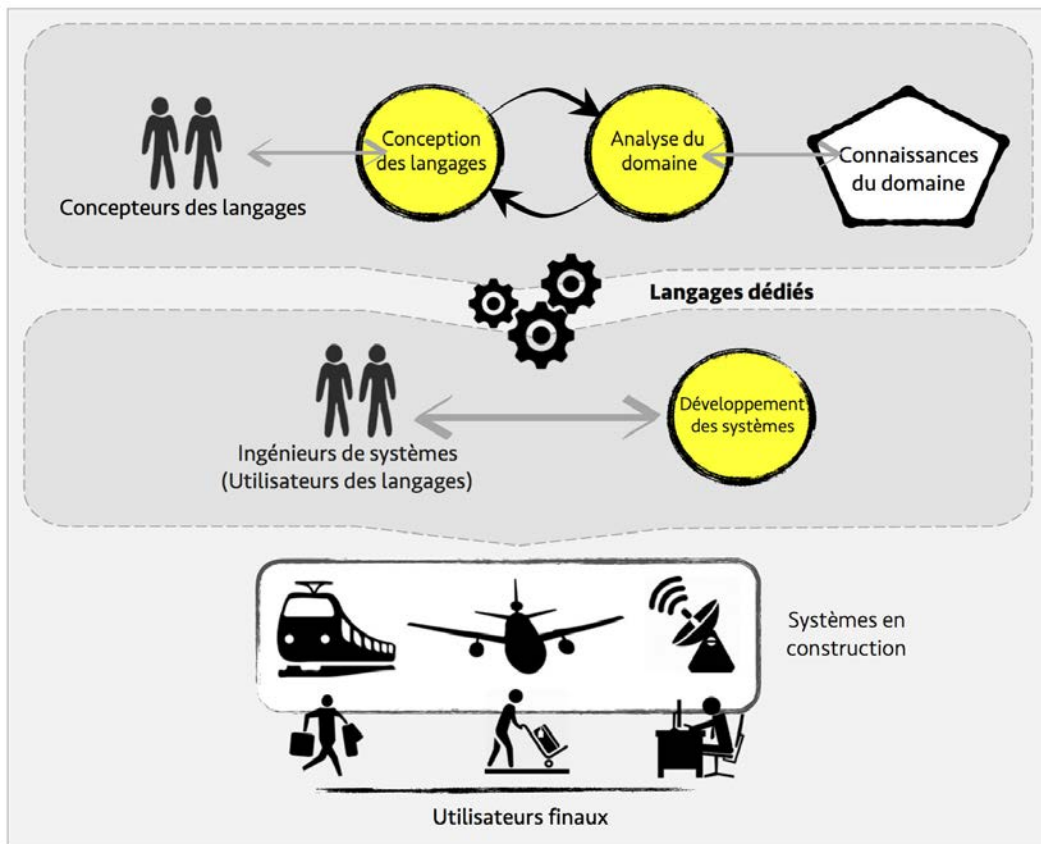 Conception
des langages
Analyse du
domaine
Connaissances
du domaine
Concepteurs des langages
Langages dédiés
Développement
des systèmes
Ingénieurs de systèmes
(Utilisateurs des langages)
Systèmes en
construction
Utilisateurs finaux